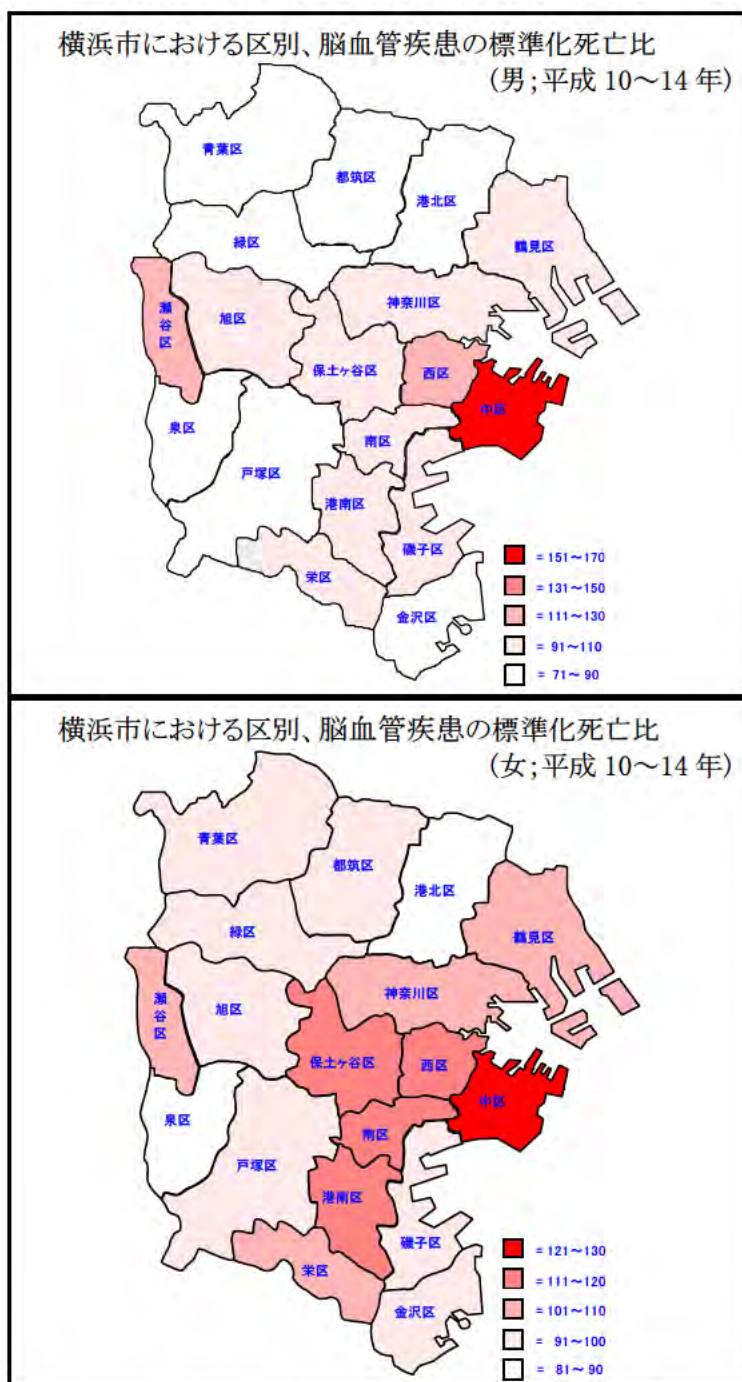 横浜市における区別、脳血管疾患の標準化死亡比
(男;平成 10～14 年)
青葉区
都筑区
港北区
緑区
鶴見区
瀬谷区
旭区
神奈川区
保土ヶ谷区
西区
中区
泉区
南区
戸塚区
港南区
磯子区
栄区
金沢区
= 151～170
= 131～150
= 111～130
= 91～110
= 71～ 90
横浜市における区別、脳血管疾患の標準化死亡比
(女;平成 10～14 年)
青葉区
都筑区
港北区
緑区
鶴見区
瀬谷区
旭区
神奈川区
保土ヶ谷区
西区
中区
泉区
南区
戸塚区
港南区
磯子区
栄区
金沢区
= 121～130
= 111～120
= 101～110
= 91～100
= 81～ 90